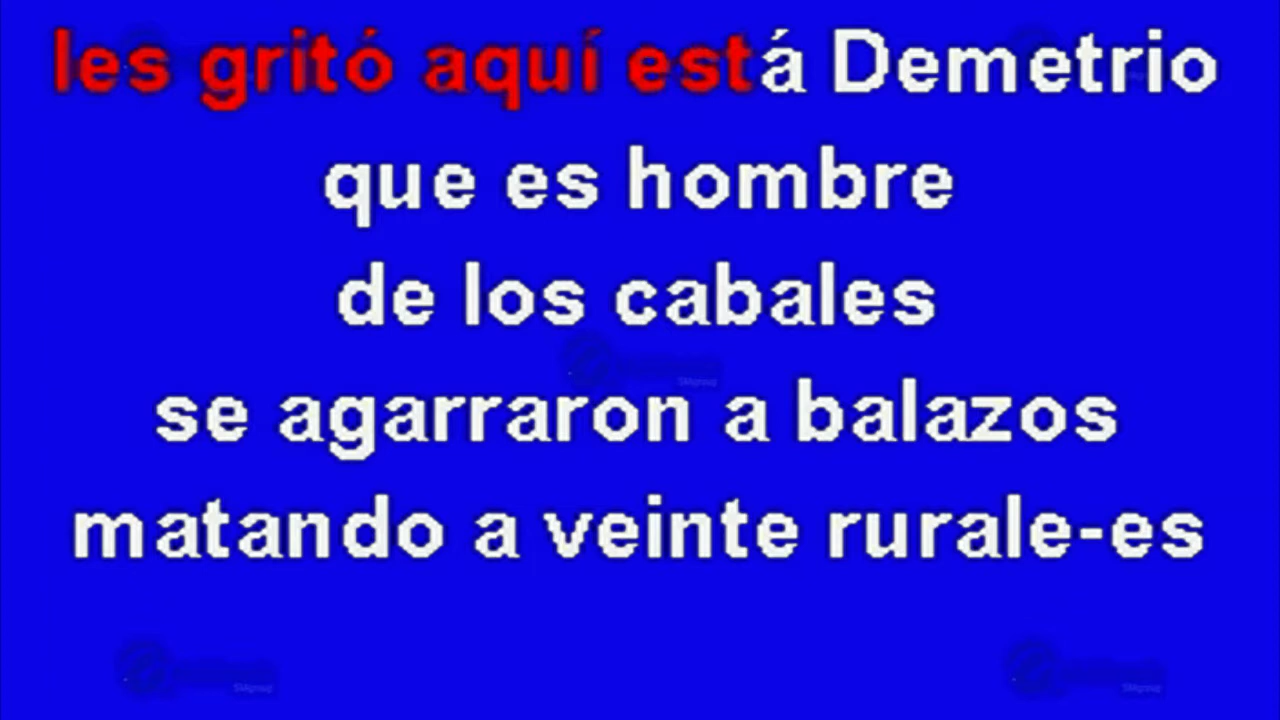 les gritó aquí está Demetrio
que es hombre
de los cabales
se agarraron a balazos
matando a veinte rurale-es